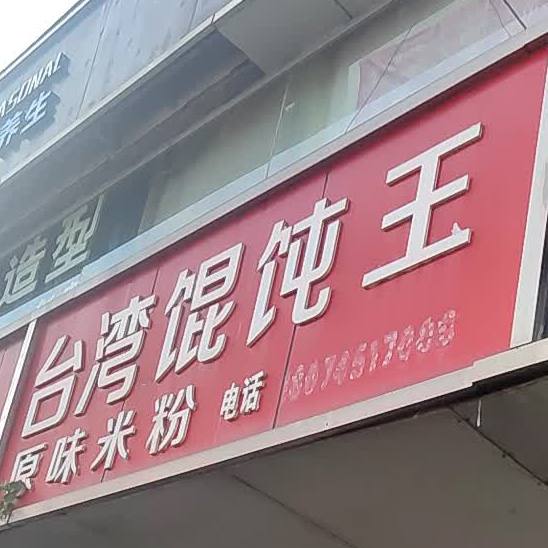 养生
造型
台湾馄饨王
原味米粉 电话